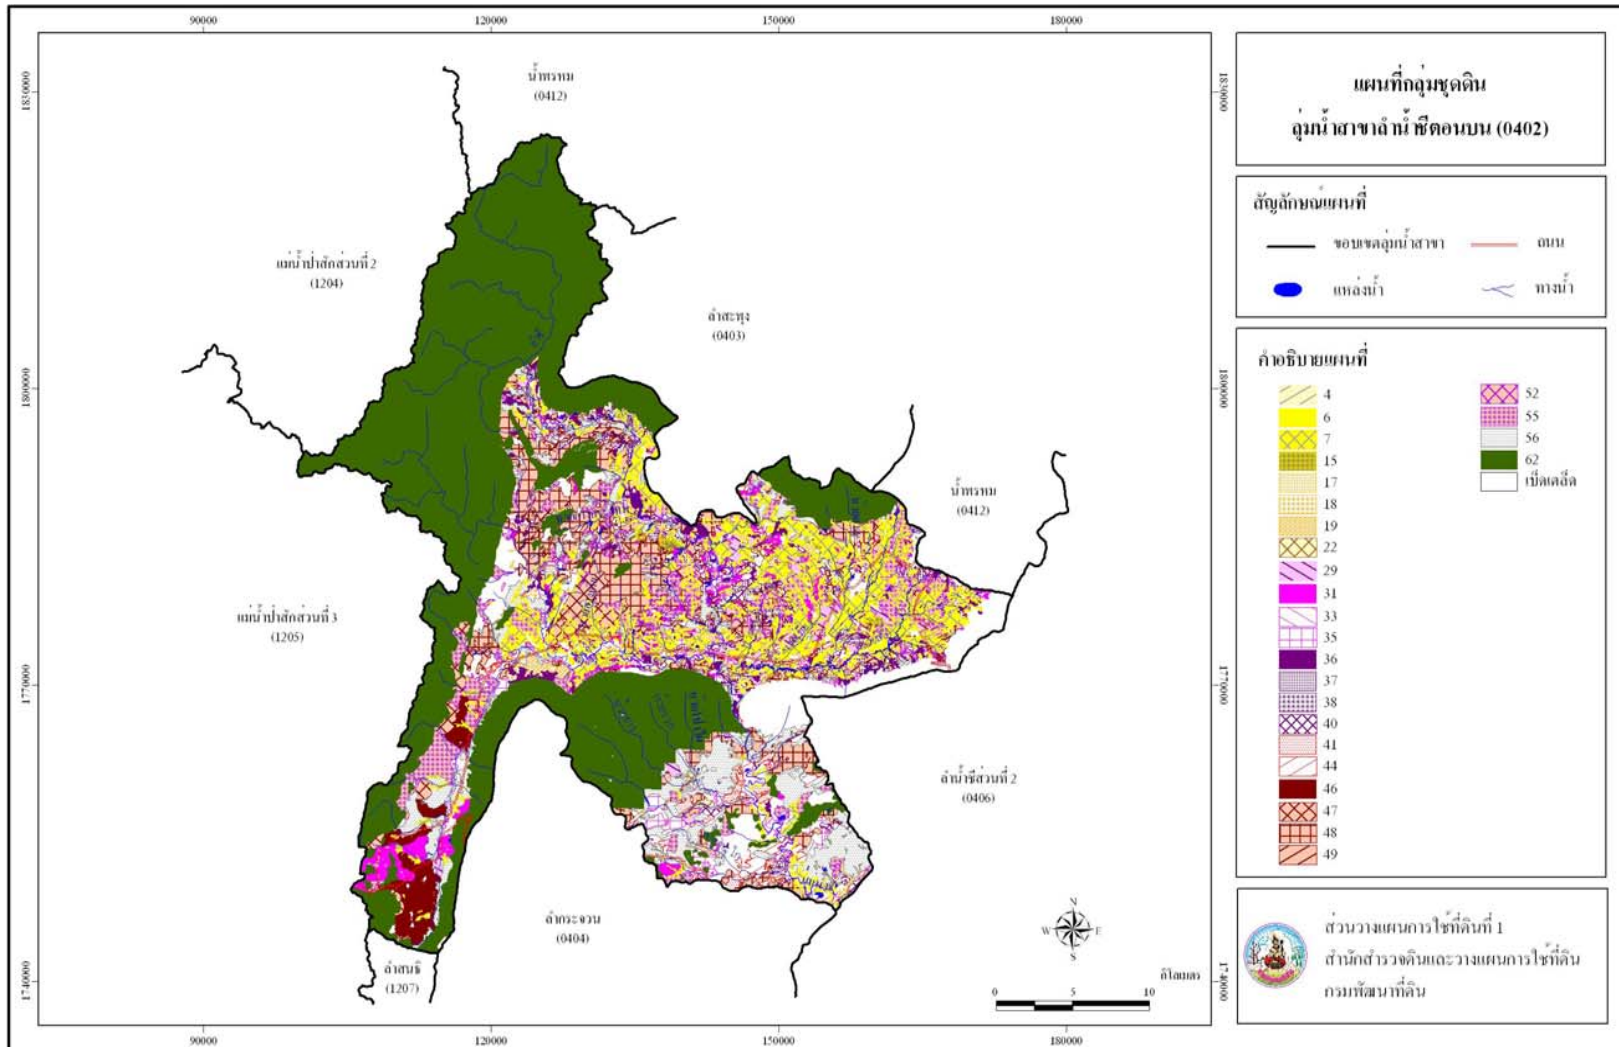 90000
120000
150000
180000
1830000
1800000
1770000
1740000
1830000
1800000
1770000
1740000
90000
120000
150000
180000
น้ำพรหม
(0412)
แม่น้ำป่าสักส่วนที่ 2
(1204)
ลำสะพุง
(0403)
น้ำพรหม
(0412)
แม่น้ำป่าสักส่วนที่ 3
(1205)
ลำน้ำชีส่วนที่ 2
(0406)
ลำกระจวน
(0404)
ลำสนธิ
(1207)
N
W E
S
กิโลเมตร
0 5 10
แผนที่กลุ่มชุดดิน
ลุ่มน้ำสาขาลำน้ำชีตอนบน (0402)
สัญลักษณ์แผนที่
ขอบเขตลุ่มน้ำสาขา
ถนน
แหล่งน้ำ
ทางน้ำ
คำอธิบายแผนที่
4
6
7
15
17
18
19
22
29
31
33
35
36
37
38
40
41
44
46
47
48
49
52
55
56
62
เบ็ดเตล็ด
ส่วนวางแผนการใช้ที่ดินที่ 1
สำนักสำรวจดินและวางแผนการใช้ที่ดิน
กรมพัฒนาที่ดิน